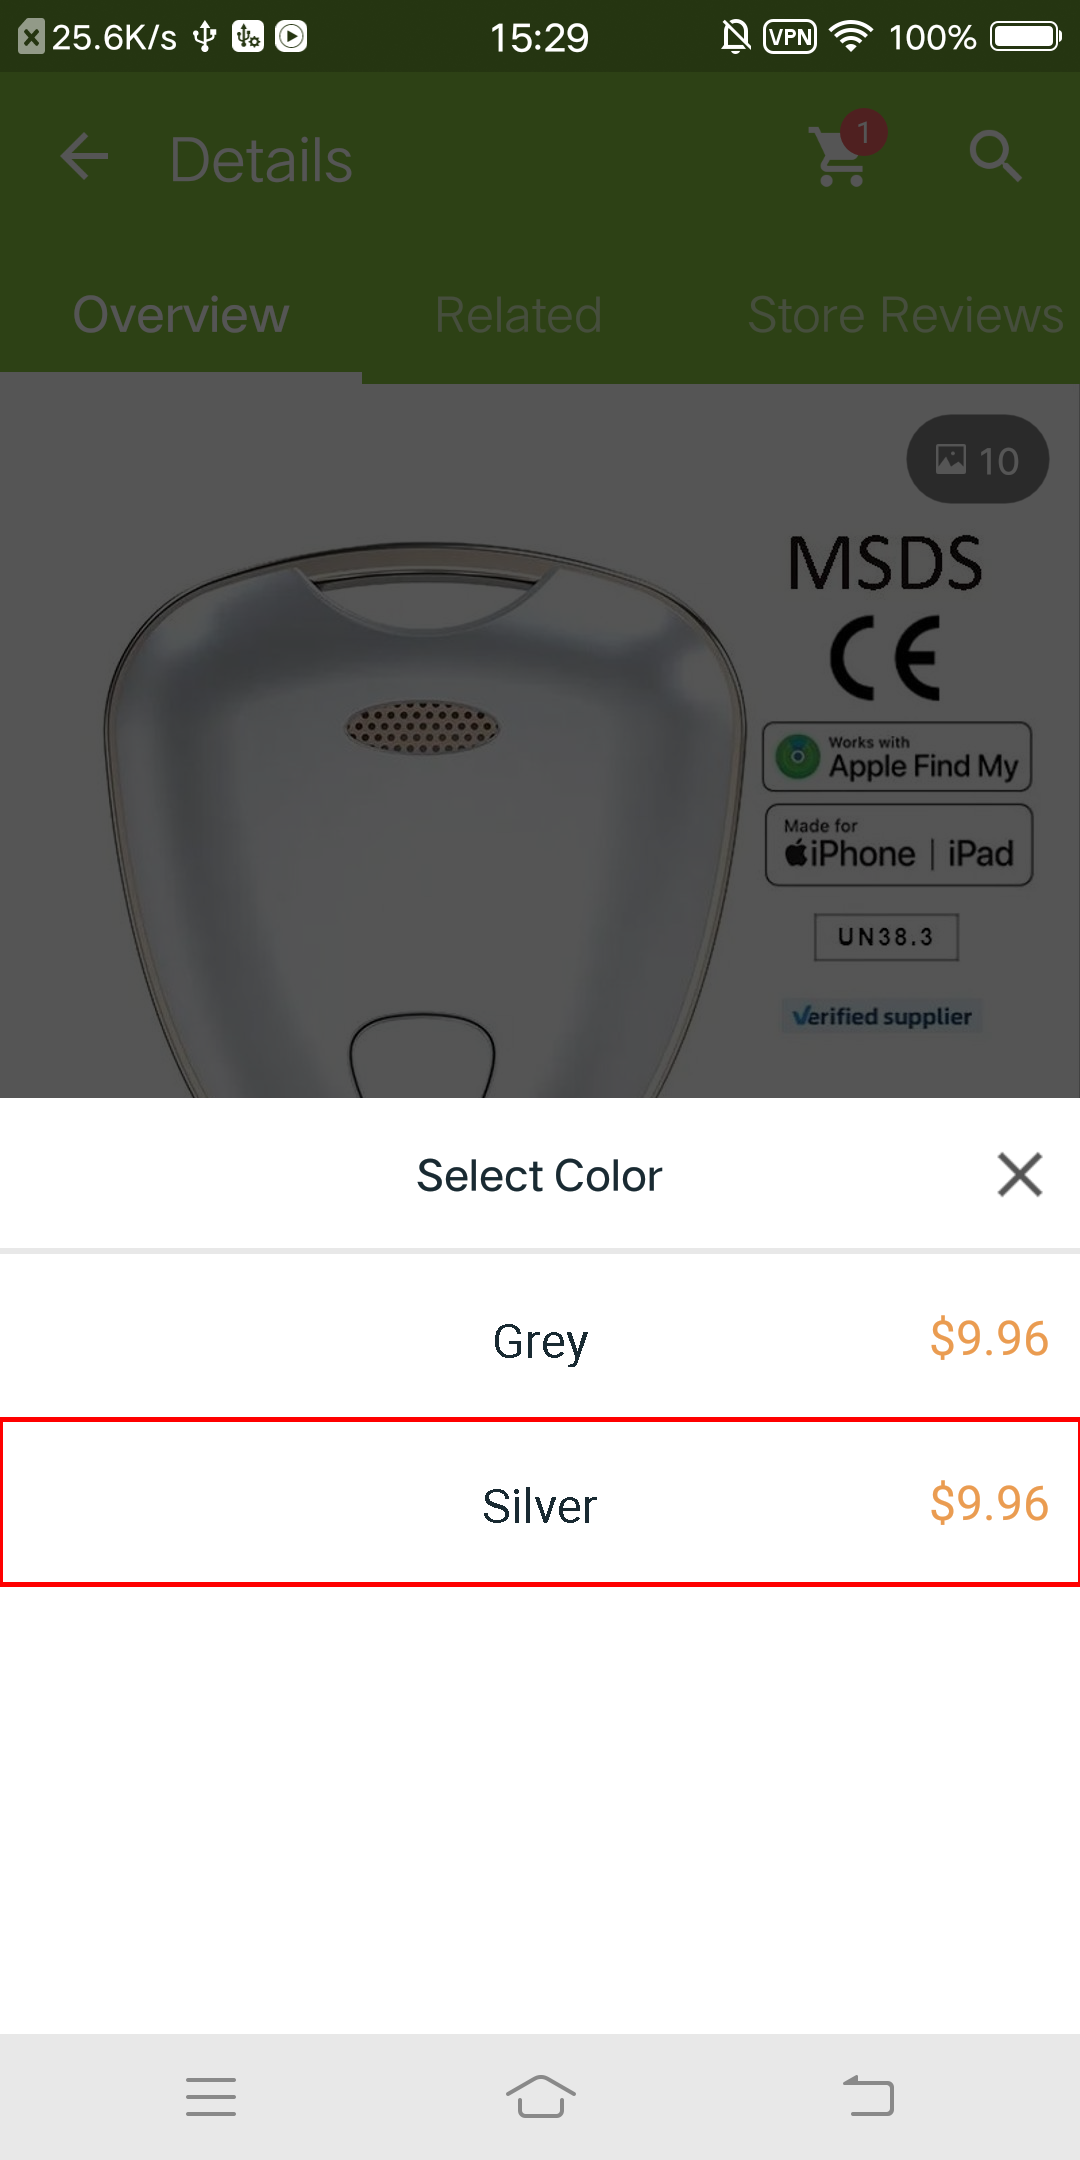 25.6K/s 15:29 VPN 100%
Details 1
Overview Related Store Reviews
10
MSDS
CE
Works with
Apple Find My
Made for
iPhone | iPad
UN38.3
Verified supplier
Select Color
Grey $9.96
Silver $9.96